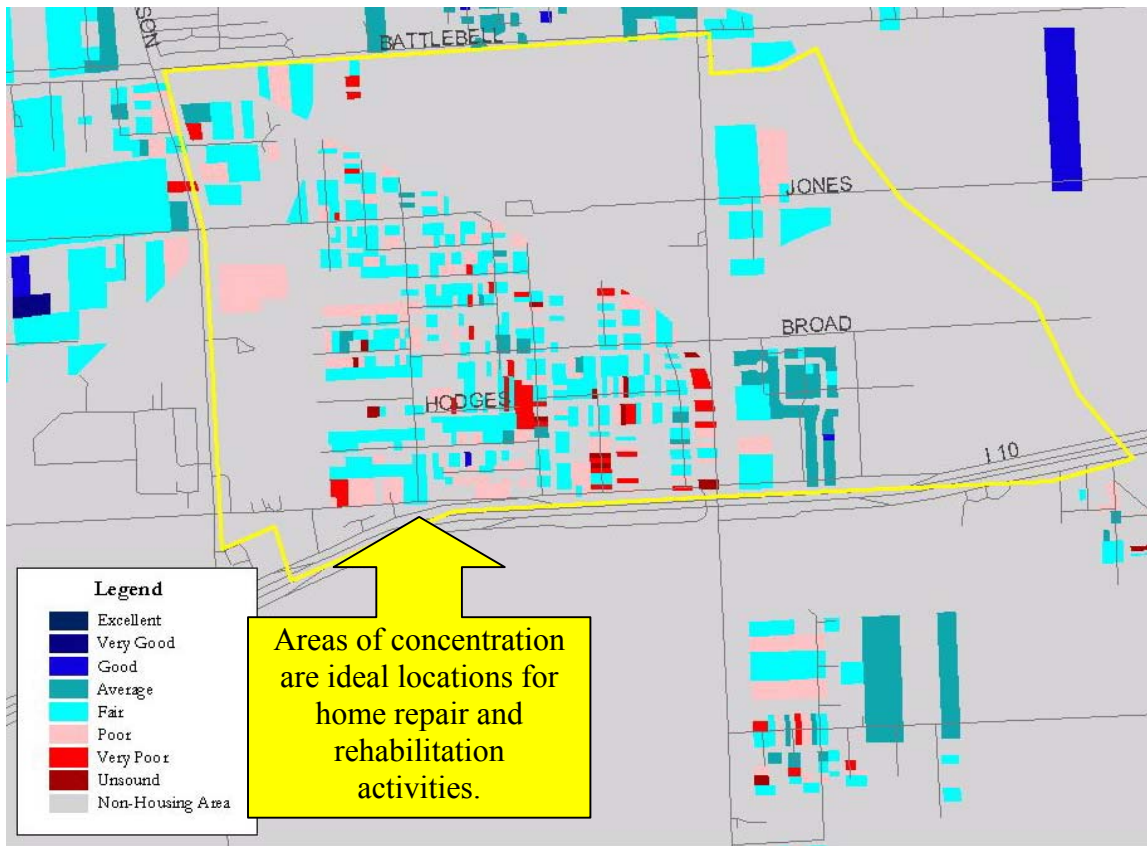 SON
BATTLEBELL
JONES
BROAD
HODGES
I 10
Legend
Excellent
Very Good
Good
Average
Fair
Poor
Very Poor
Unsound
Non-Housing Area
Areas of concentration
are ideal locations for
home repair and
rehabilitation
activities.